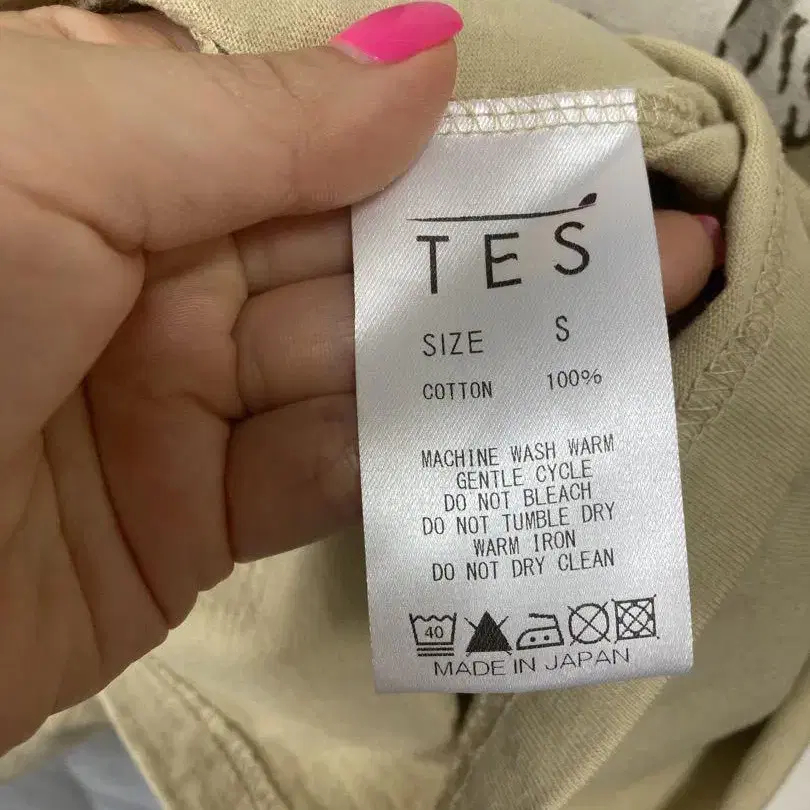 TES
SIZE S
COTTON 100%
MACHINE WASH WARM
GENTLE CYCLE
DO NOT BLEACH
DO NOT TUMBLE DRY
WARM IRON
DO NOT DRY CLEAN
40
MADE IN JAPAN